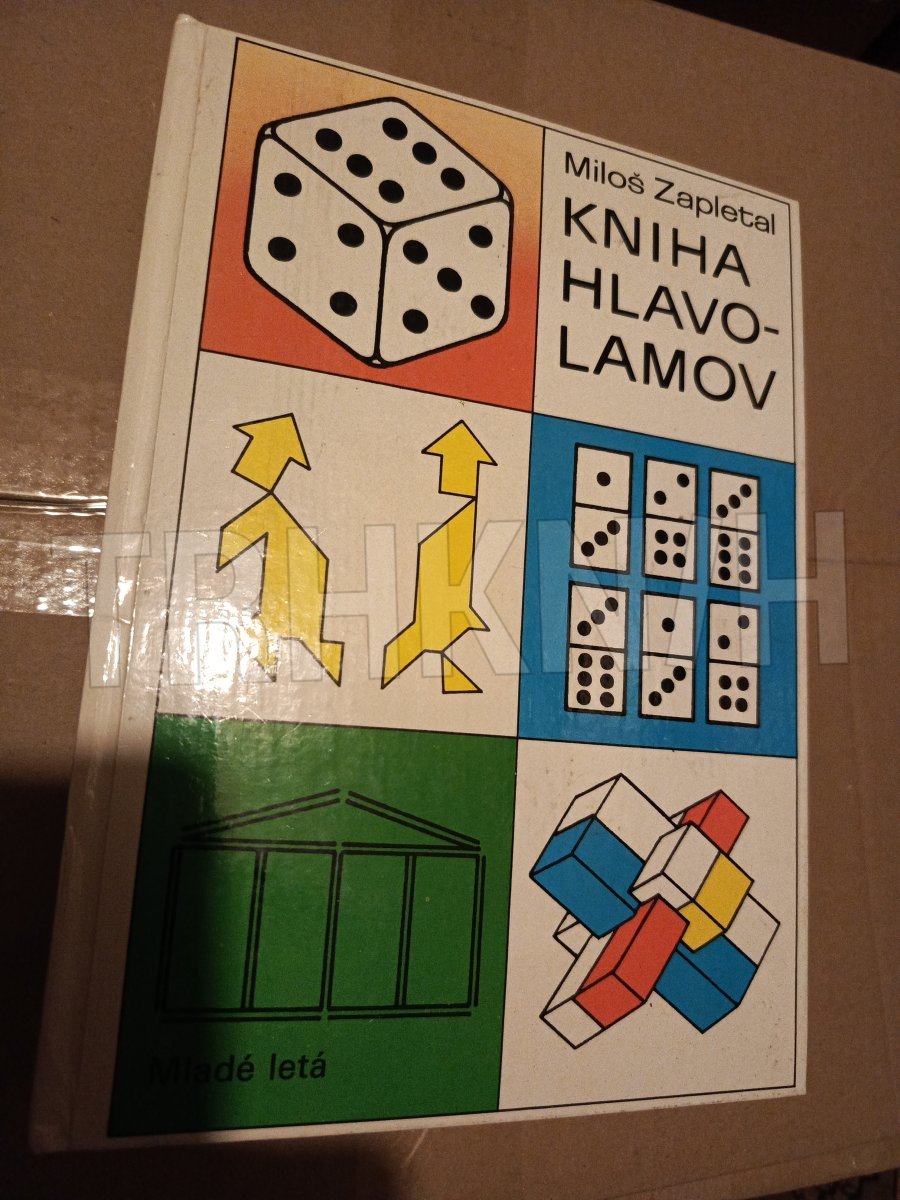 Miloš Zapletal
KNIHA
HLAVO-
LAMOV
Mladé letá